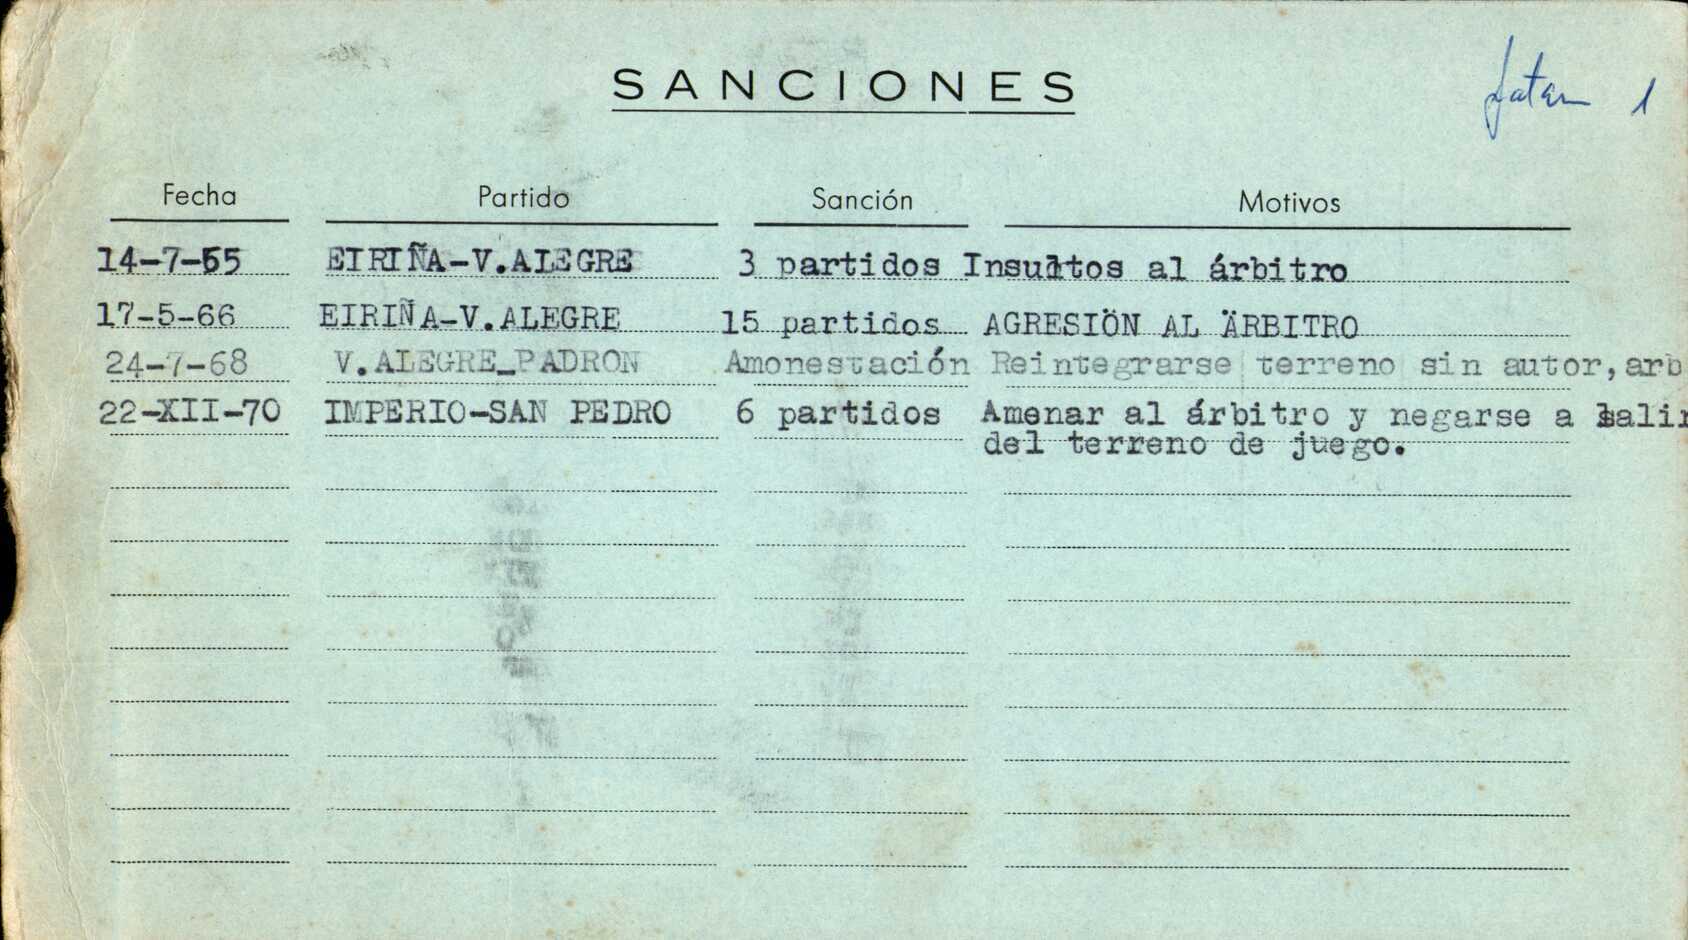 SANCIONES
fatan 1
Fecha Partido Sanción Motivos
14-7-65 EIRIÑA-V.ALEGRE 3 partidos Insultos al árbitro
17-5-66 EIRIÑA-V.ALEGRE 15 partidos AGRESIÖN AL ÄRBITRO
24-7-68 V.ALEGRE_PADRON Amonestación Reintegrarse terreno sin autor,arb
22-XII-70 IMPERIO-SAN PEDRO 6 partidos Amenar al árbitro y negarse a salir
del terreno de juego.